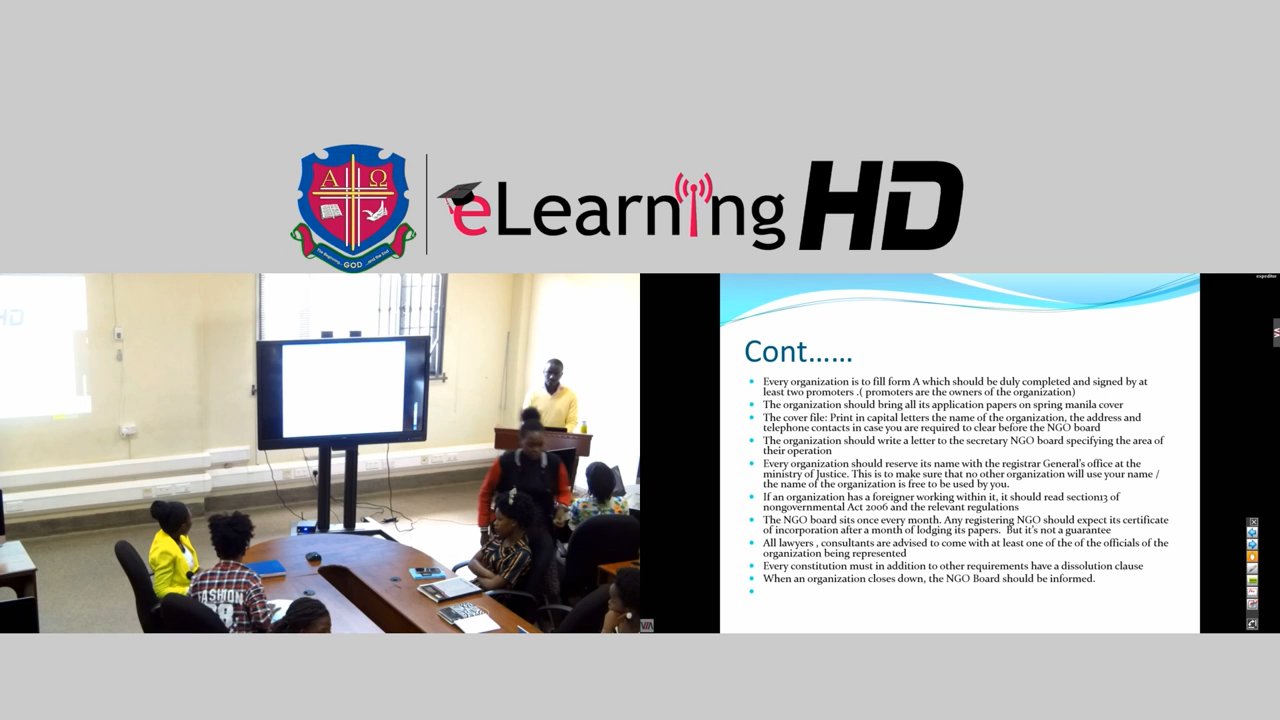 A Ω
The Beginning... GOD ...and the End
eLearning HD
HD
expeditor
Cont......
Every organization is to fill form A which should be duly completed and signed by at
least two promoters .( promoters are the owners of the organization)
The organization should bring all its application papers on spring manila cover
The cover file: Print in capital letters the name of the organization, the address and
telephone contacts in case you are required to clear before the NGO board
The organization should write a letter to the secretary NGO board specifying the area of
their operation
Every organization should reserve its name with the registrar General's office at the
ministry of Justice. This is to make sure that no other organization will use your name /
the name of the organization is free to be used by you.
If an organization has a foreigner working within it, it should read section13 of
nongovernmental Act 2006 and the relevant regulations
The NGO board sits once every month. Any registering NGO should expect its certificate
of incorporation after a month of lodging its papers. But it's not a guarantee
All lawyers , consultants are advised to come with at least one of the of the officials of the
organization being represented
Every constitution must in addition to other requirements have a dissolution clause
When an organization closes down, the NGO Board should be informed.
FASHION
98
VIA